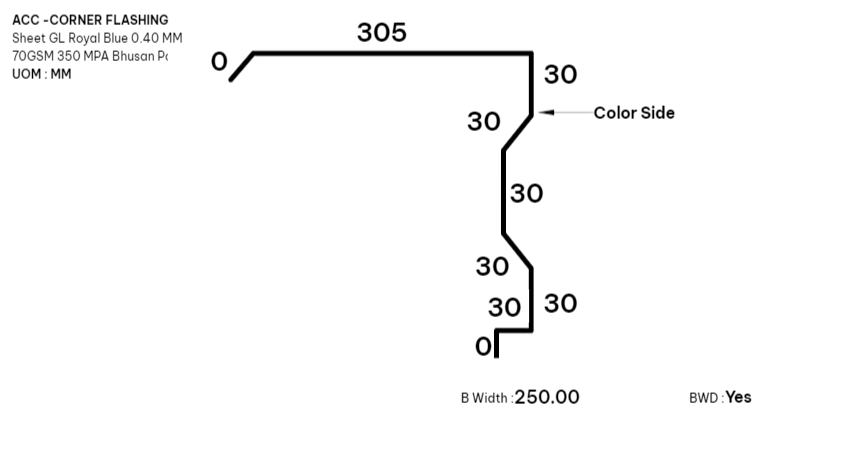 ACC -CORNER FLASHING
Sheet GL Royal Blue 0.40 MM
70GSM 350 MPA Bhusan
UOM : MM
305
0
30
Color Side
30
30
30
30
30
0
B Width :250.00
BWD : Yes